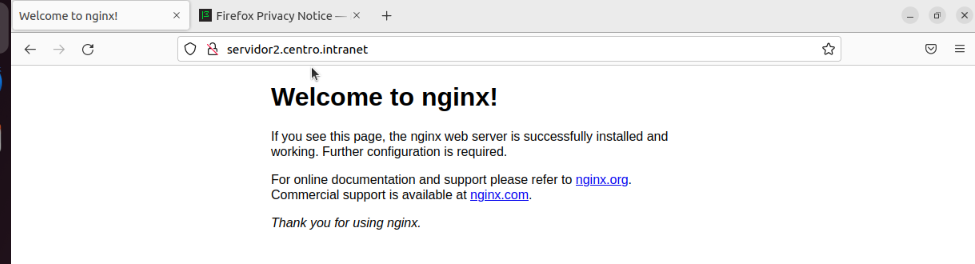 Welcome to nginx!
Firefox Privacy Notice —
servidor2.centro.intranet
Welcome to nginx!
If you see this page, the nginx web server is successfully installed and
working. Further configuration is required.
For online documentation and support please refer to nginx.org.
Commercial support is available at nginx.com.
Thank you for using nginx.